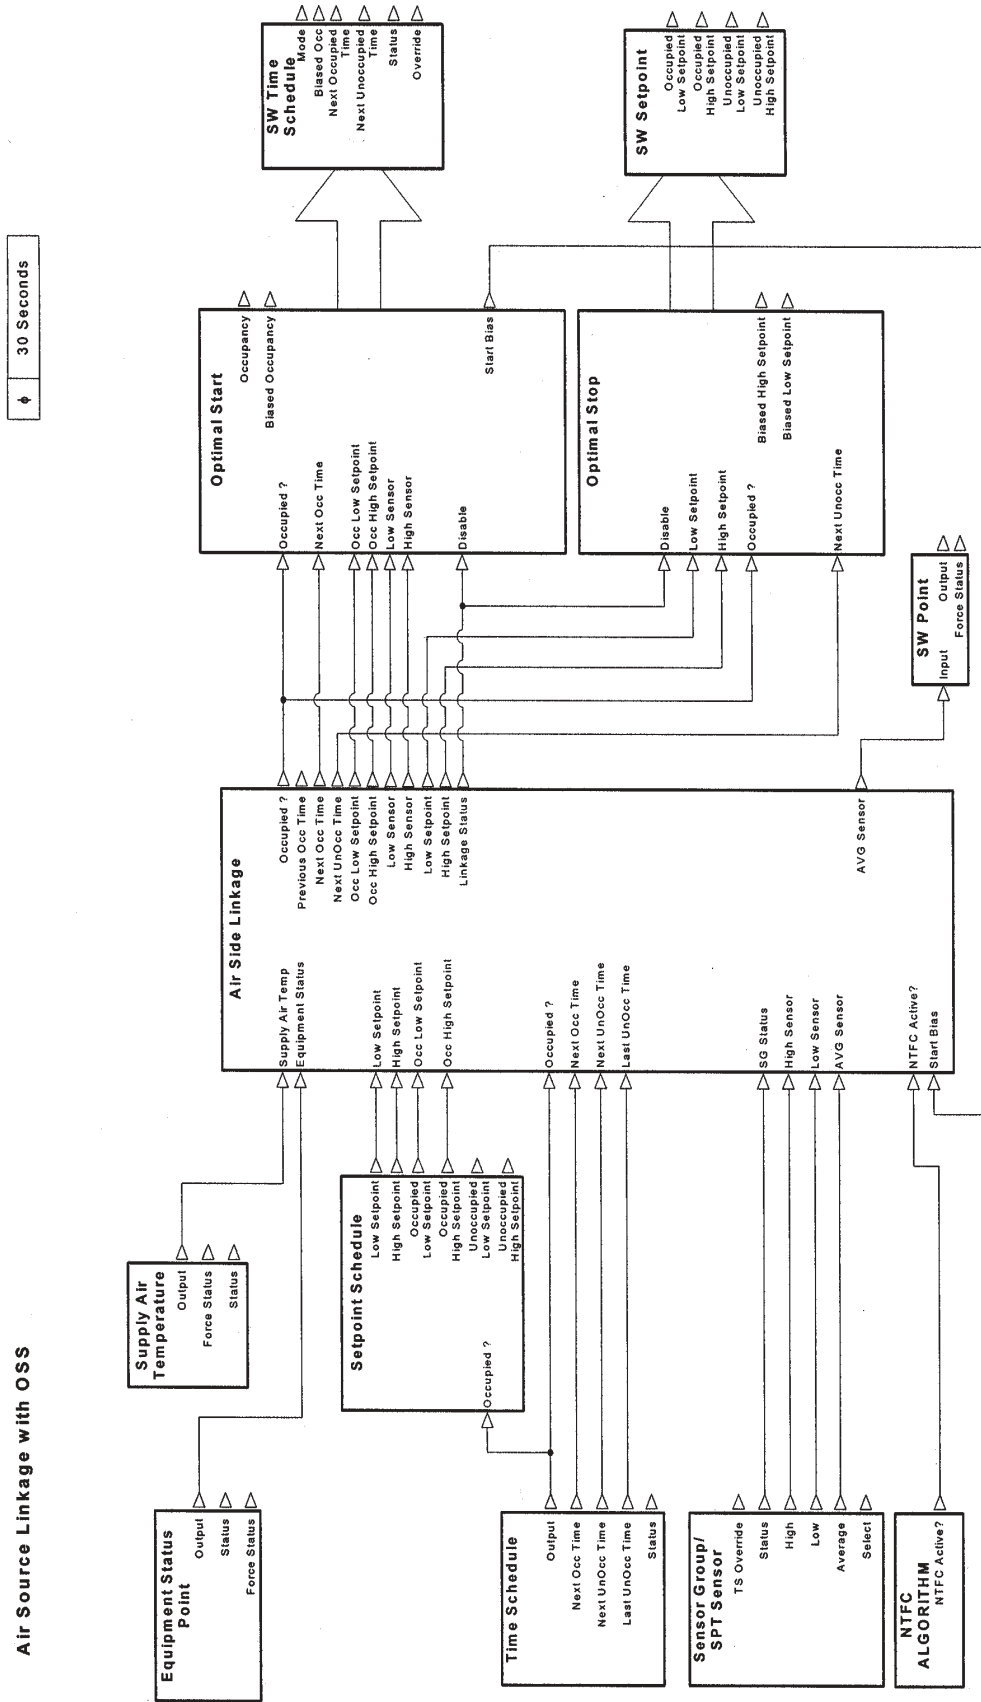 Air Source Linkage with OSS
ϕ 30 Seconds
Equipment Status
Point
Output
Status
Force Status
Supply Air
Temperature
Output
Force Status
Status
Setpoint Schedule
Occupied ?
Low Setpoint
High Setpoint
Occupied
Low Setpoint
Occupied
High Setpoint
Unoccupied
Low Setpoint
Unoccupied
High Setpoint
Time Schedule
Output
Next Occ Time
Next UnOcc Time
Last UnOcc Time
Status
Sensor Group/
SPT Sensor
TS Override
Status
High
Low
Average
Select
NTFC
ALGORITHM
NTFC Active?
Air Side Linkage
Supply Air Temp
Equipment Status
Low Setpoint
High Setpoint
Occ Low Setpoint
Occ High Setpoint
Occupied ?
Next Occ Time
Next UnOcc Time
Last UnOcc Time
SG Status
High Sensor
Low Sensor
AVG Sensor
NTFC Active?
Start Bias
Occupied ?
Previous Occ Time
Next Occ Time
Next UnOcc Time
Occ Low Setpoint
Occ High Setpoint
Low Sensor
High Sensor
Low Setpoint
High Setpoint
Linkage Status
AVG Sensor
Optimal Start
Occupied ?
Next Occ Time
Occ Low Setpoint
Occ High Setpoint
Low Sensor
High Sensor
Disable
Occupancy
Biased Occupancy
Start Bias
Optimal Stop
Disable
Low Setpoint
High Setpoint
Occupied ?
Next Unocc Time
Biased High Setpoint
Biased Low Setpoint
SW Point
Input
Output
Force Status
SW Time
Schedule
Mode
Biased Occ
Next Occupied
Time
Next Unoccupied
Time
Status
Override
SW Setpoint
Occupied
Low Setpoint
Occupied
High Setpoint
Unoccupied
Low Setpoint
Unoccupied
High Setpoint